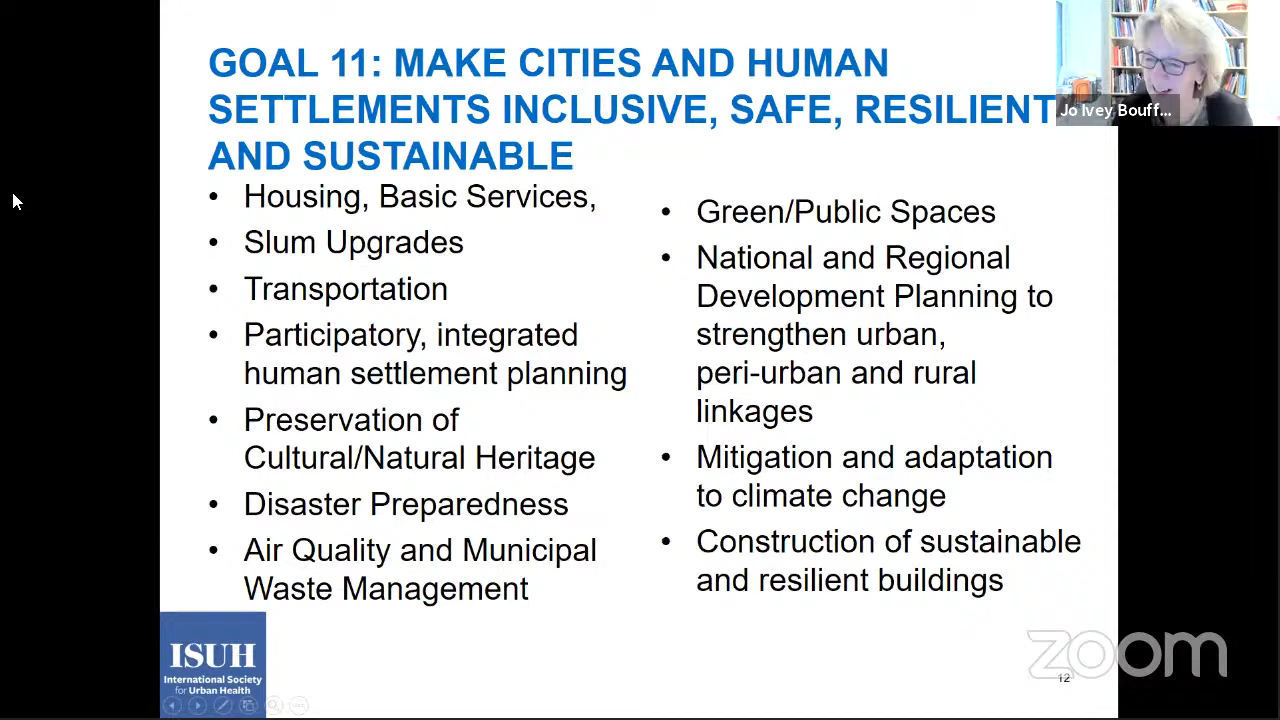 GOAL 11: MAKE CITIES AND HUMAN
SETTLEMENTS INCLUSIVE, SAFE, RESILIENT
AND SUSTAINABLE
• Housing, Basic Services,
• Slum Upgrades
• Transportation
• Participatory, integrated
human settlement planning
• Preservation of
Cultural/Natural Heritage
• Disaster Preparedness
• Air Quality and Municipal
Waste Management
• Green/Public Spaces
• National and Regional
Development Planning to
strengthen urban,
peri-urban and rural
linkages
• Mitigation and adaptation
to climate change
• Construction of sustainable
and resilient buildings
Jo Ivey Bouff...
ISUH
International Society
for Urban Health
zoom
12